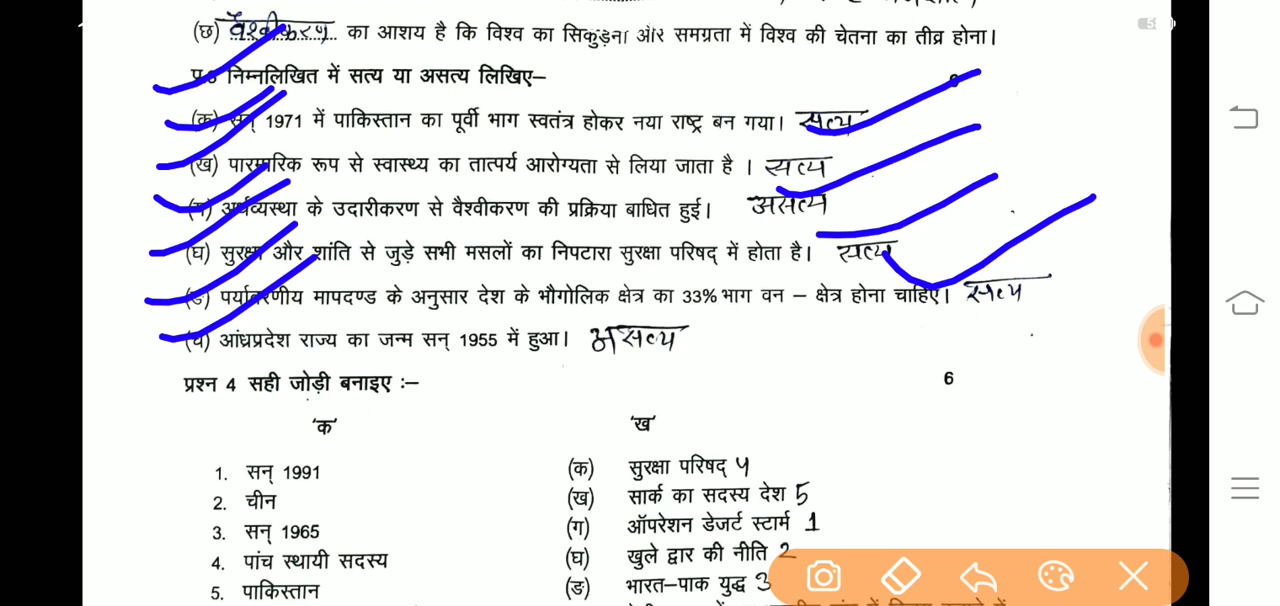 (छ) वैश्वीकरण का आशय है कि विश्व का सिकुड़ना और समग्रता में विश्व की चेतना का तीव्र होना।
प्र.3 निम्नलिखित में सत्य या असत्य लिखिए–
(क) सन् 1971 में पाकिस्तान का पूर्वी भाग स्वतंत्र होकर नया राष्ट्र बन गया। सत्य
(ख) पारम्परिक रूप से स्वास्थ्य का तात्पर्य आरोग्यता से लिया जाता है । सत्य
(ग) अर्थव्यस्था के उदारीकरण से वैश्वीकरण की प्रक्रिया बाधित हुई। असत्य
(घ) सुरक्षा और शांति से जुड़े सभी मसलों का निपटारा सुरक्षा परिषद् में होता है। सत्य
(ङ) पर्यावरणीय मापदण्ड के अनुसार देश के भौगोलिक क्षेत्र का 33% भाग वन – क्षेत्र होना चाहिए। सत्य
(च) आंध्रप्रदेश राज्य का जन्म सन् 1955 में हुआ। असत्य
प्रश्न 4 सही जोड़ी बनाइए :– 6
'क' 'ख'
1. सन् 1991 (क) सुरक्षा परिषद् 4
2. चीन (ख) सार्क का सदस्य देश 5
3. सन् 1965 (ग) ऑपरेशन डेजर्ट स्टार्म 1
4. पांच स्थायी सदस्य (घ) खुले द्वार की नीति 2
5. पाकिस्तान (ङ) भारत–पाक युद्ध 3